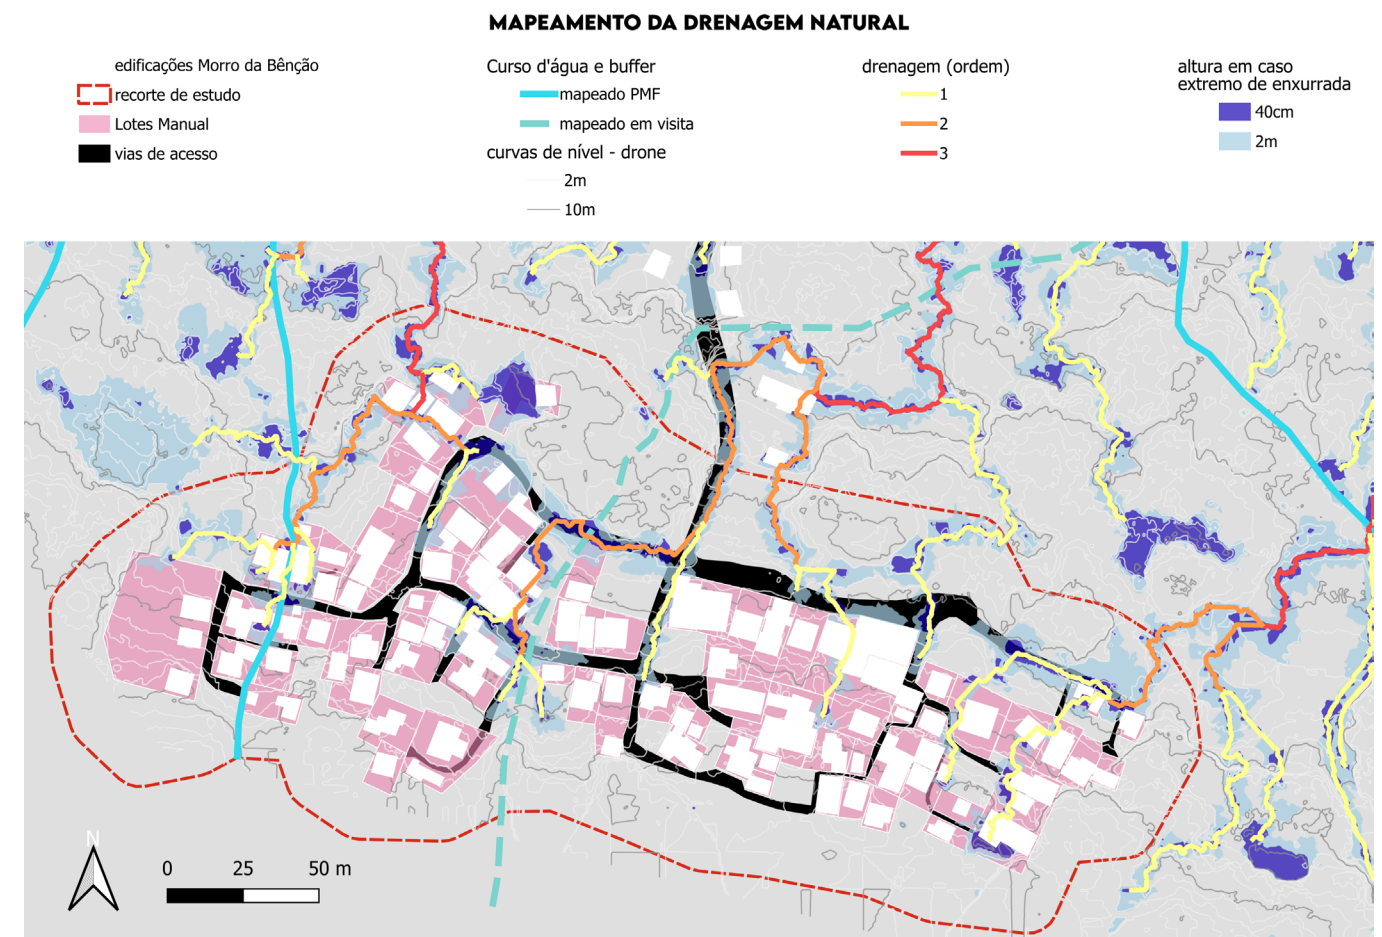 MAPEAMENTO DA DRENAGEM NATURAL
edificações Morro da Bênção
recorte de estudo
Lotes Manual
vias de acesso
Curso d'água e buffer
mapeado PMF
mapeado em visita
curvas de nível - drone
2m
10m
drenagem (ordem)
1
2
3
altura em caso
extremo de enxurrada
40cm
2m
N
0 25 50 m